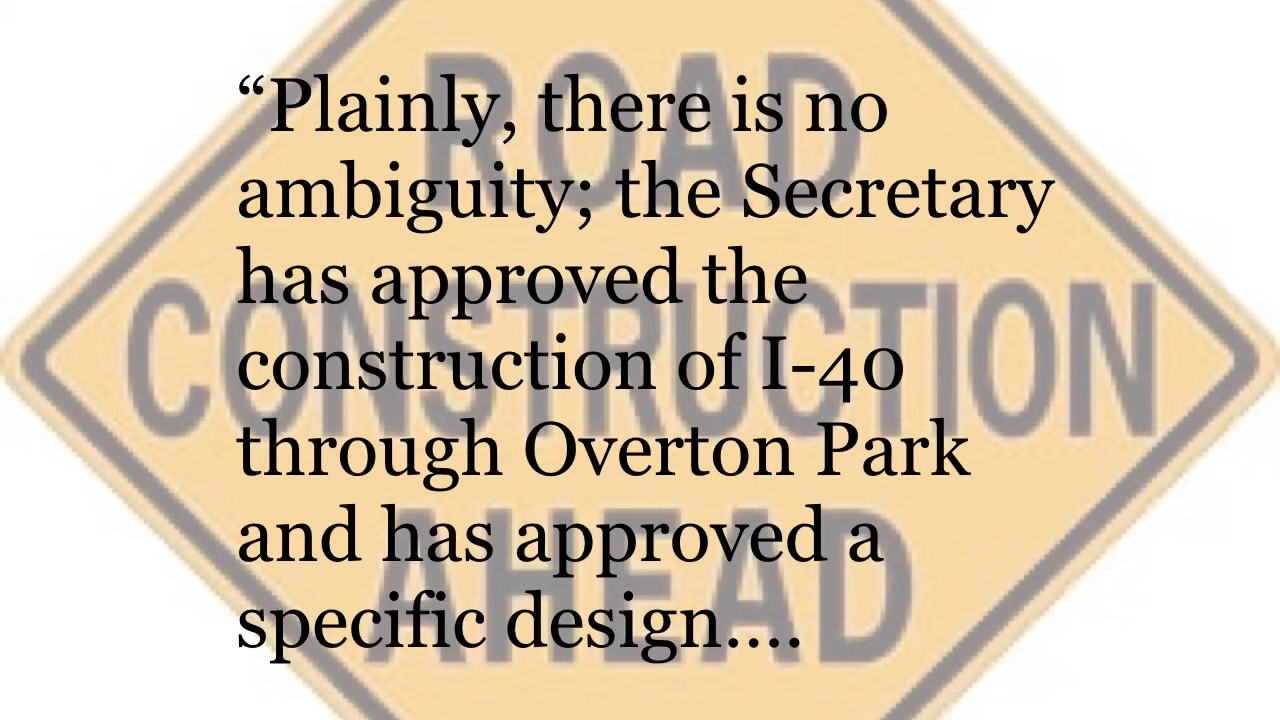 “Plainly, there is no
ambiguity; the Secretary
has approved the
construction of I-40
through Overton Park
and has approved a
specific design....
ROAD
CONSTRUCTION
AHEAD